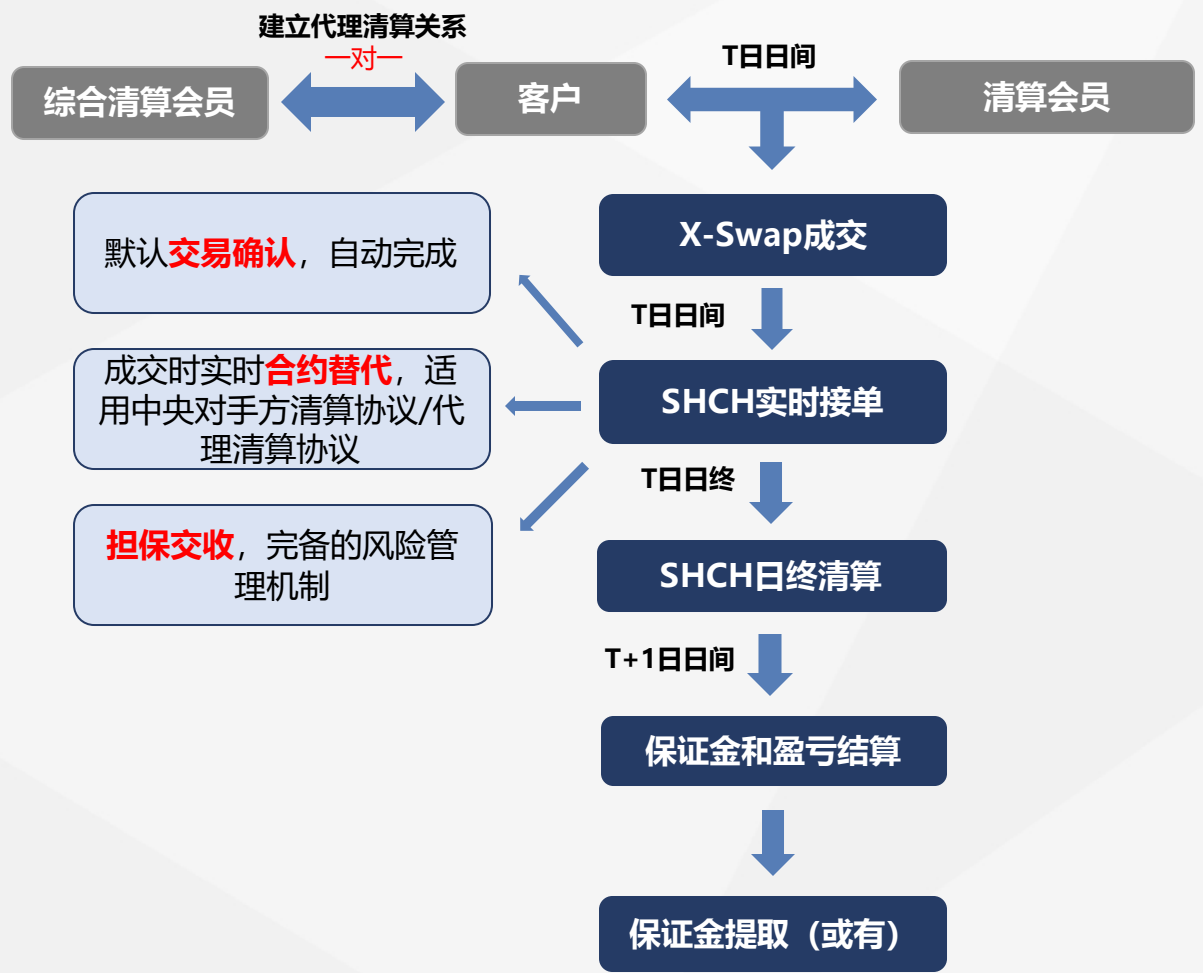 建立代理清算关系
一对一
T日日间
综合清算会员
客户
清算会员
X-Swap成交
默认交易确认，自动完成
T日日间
成交时实时合约替代，适
用中央对手方清算协议/代
理清算协议
SHCH实时接单
T日日终
担保交收，完备的风险管
理机制
SHCH日终清算
T+1日日间
保证金和盈亏结算
保证金提取（或有）